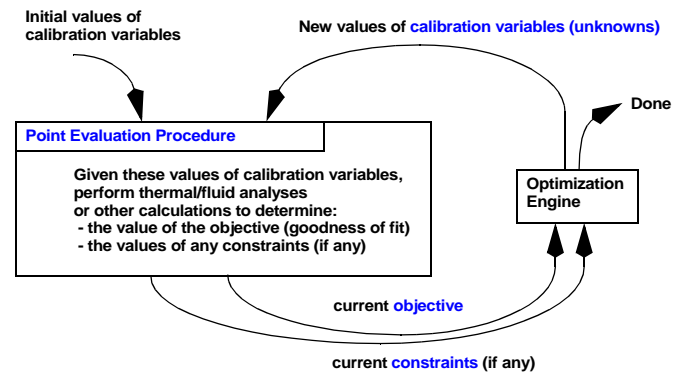 Initial values of
calibration variables
New values of calibration variables (unknowns)
Done
Point Evaluation Procedure
Given these values of calibration variables,
perform thermal/fluid analyses
or other calculations to determine:
- the value of the objective (goodness of fit)
- the values of any constraints (if any)
Optimization
Engine
current objective
current constraints (if any)